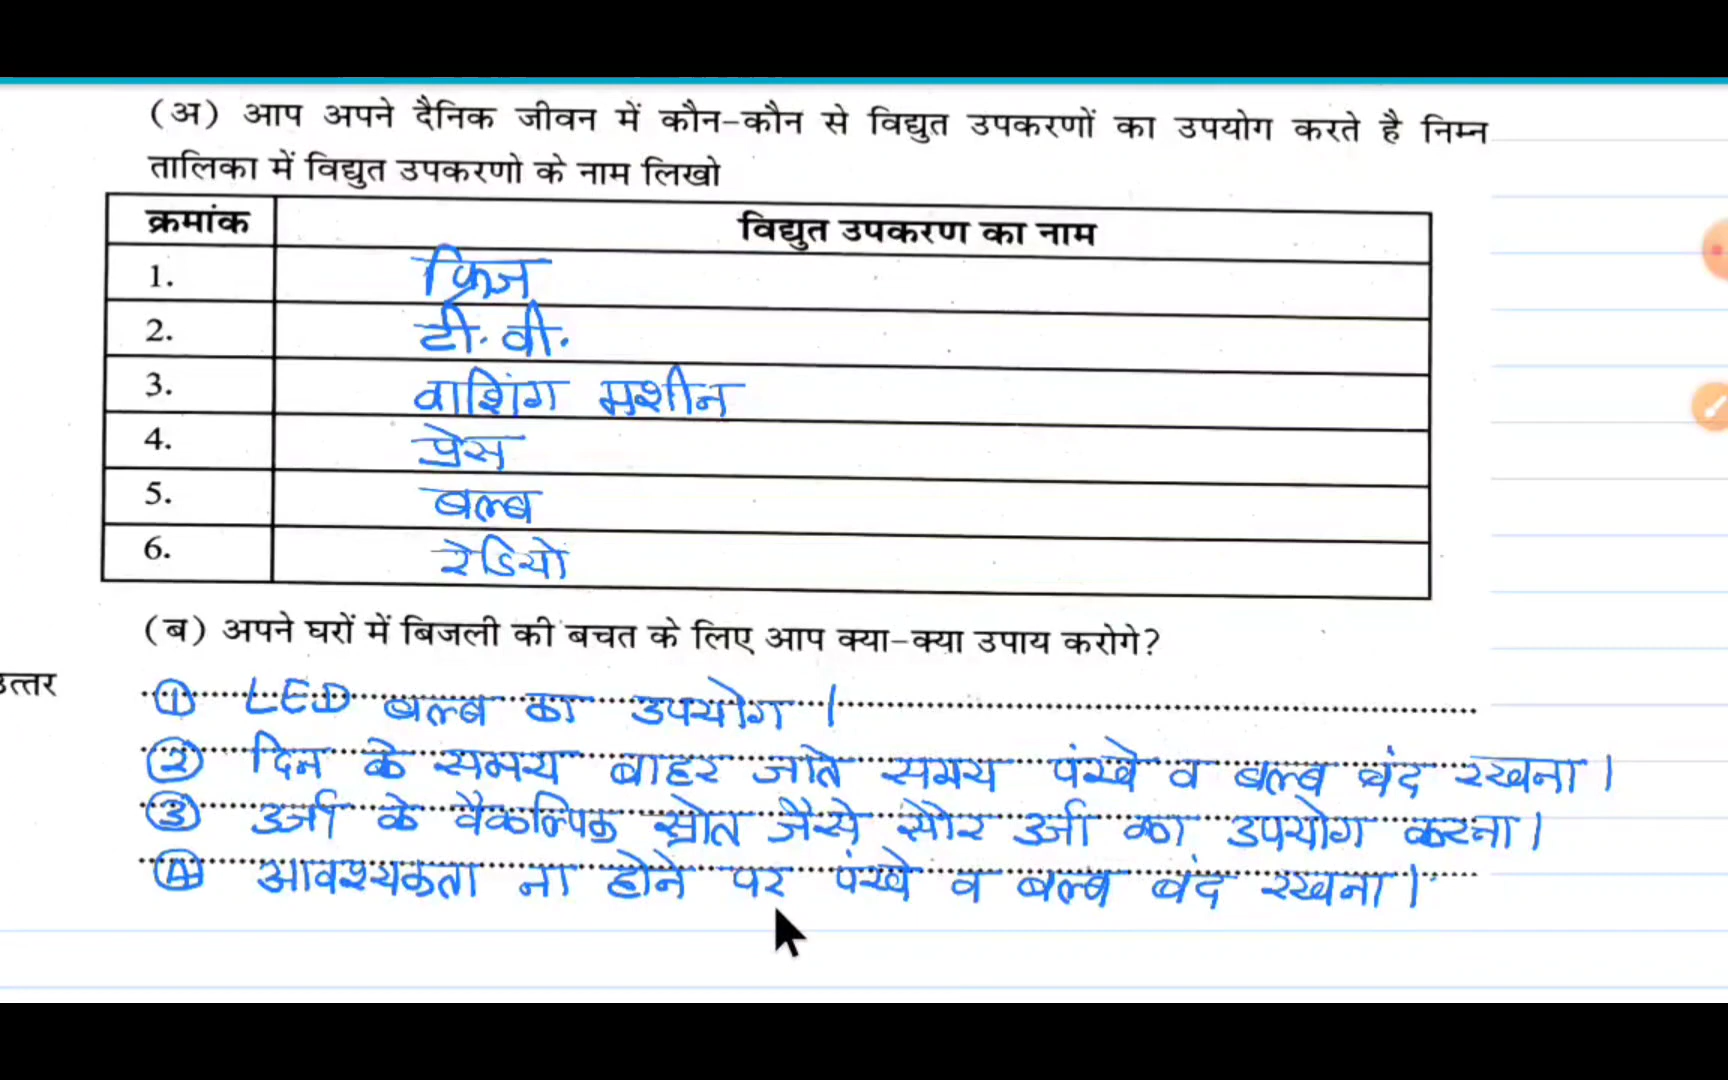 (अ) आप अपने दैनिक जीवन में कौन-कौन से विद्युत उपकरणों का उपयोग करते है निम्न
तालिका में विद्युत उपकरणो के नाम लिखो
क्रमांक विद्युत उपकरण का नाम
1. फ्रिज
2. टी. वी.
3. वाशिंग मशीन
4. प्रेस
5. बल्ब
6. रेडियो
(ब) अपने घरों में बिजली की बचत के लिए आप क्या-क्या उपाय करोगे?
उत्तर ① LED बल्ब का उपयोग ।
② दिन के समय बाहर जाते समय पंखे व बल्ब बंद रखना ।
③ उर्जा के वैकल्पिक स्रोत जैसे सौर उर्जा का उपयोग करना ।
④ आवश्यकता ना होने पर पंखे व बल्ब बंद रखना ।